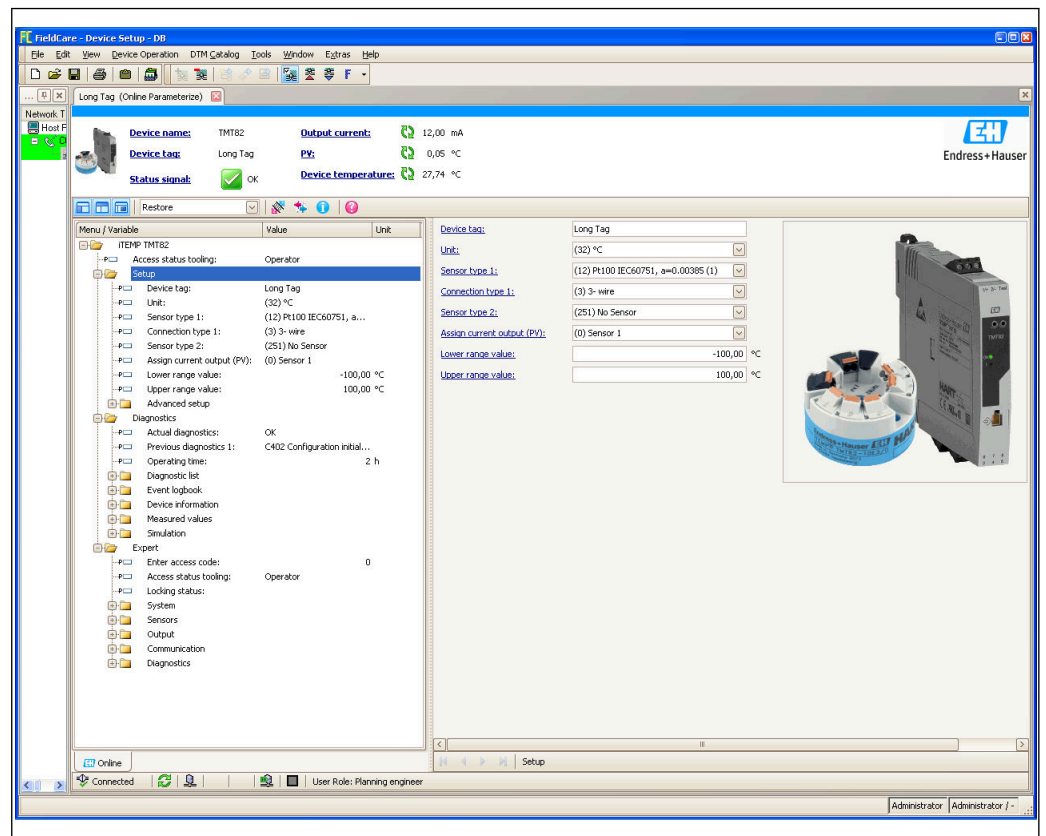 FieldCare - Device Setup - DB
File Edit View Device Operation DTM Catalog Tools Window Extras Help
F
... Long Tag (Online Parameterize)
Network T
Host F
D
Device name: TMT82 Output current: 12,00 mA
Device tag: Long Tag PV: 0,05 °C
Status signal: OK Device temperature: 27,74 °C
EH
Endress+Hauser
Restore
Menu / Variable Value Unit
iTEMP TMT82
Access status tooling: Operator
Setup
Device tag: Long Tag
Unit: (32) °C
Sensor type 1: (12) Pt100 IEC60751, a...
Connection type 1: (3) 3- wire
Sensor type 2: (251) No Sensor
Assign current output (PV): (0) Sensor 1
Lower range value: -100,00 °C
Upper range value: 100,00 °C
Advanced setup
Diagnostics
Actual diagnostics: OK
Previous diagnostics 1: C402 Configuration initial...
Operating time: 2 h
Diagnostic list
Event logbook
Device information
Measured values
Simulation
Expert
Enter access code: 0
Access status tooling: Operator
Locking status:
System
Sensors
Output
Communication
Diagnostics
Device tag: Long Tag
Unit: (32) °C
Sensor type 1: (12) Pt100 IEC60751, a=0.00385 (1)
Connection type 1: (3) 3- wire
Sensor type 2: (251) No Sensor
Assign current output (PV): (0) Sensor 1
Lower range value: -100,00 °C
Upper range value: 100,00 °C
TMT82
HART
Endress+Hauser EH HART
Online
Setup
Connected User Role: Planning engineer
Administrator Administrator / -